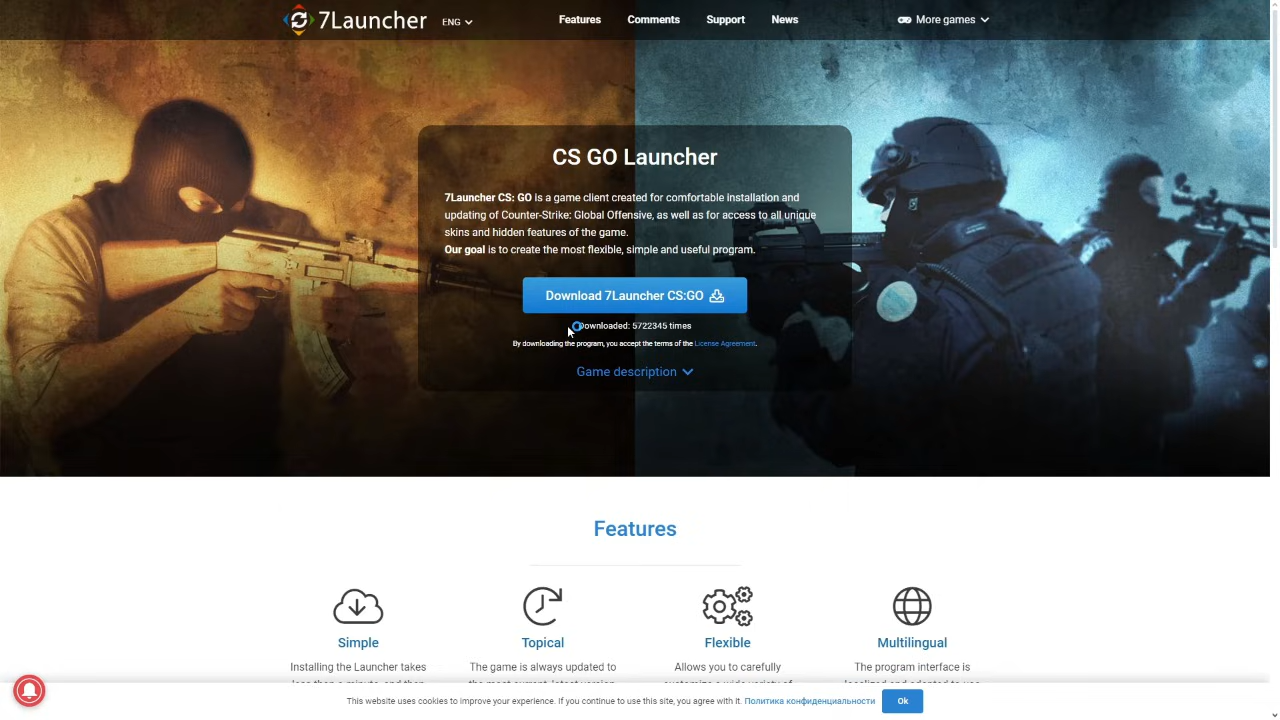 7Launcher
ENG
Features
Comments
Support
News
More games
CS GO Launcher
7Launcher CS: GO is a game client created for comfortable installation and
updating of Counter-Strike: Global Offensive, as well as for access to all unique
skins and hidden features of the game.
Our goal is to create the most flexible, simple and useful program.
Download 7Launcher CS:GO
Downloaded: 5722345 times
By downloading the program, you accept the terms of the License Agreement.
Game description
Features
Simple
Topical
Flexible
Multilingual
Installing the Launcher takes
The game is always updated to
Allows you to carefully
The program interface is
This website uses cookies to improve your experience. If you continue to use this site, you agree with it. Политика конфиденциальности
Ok